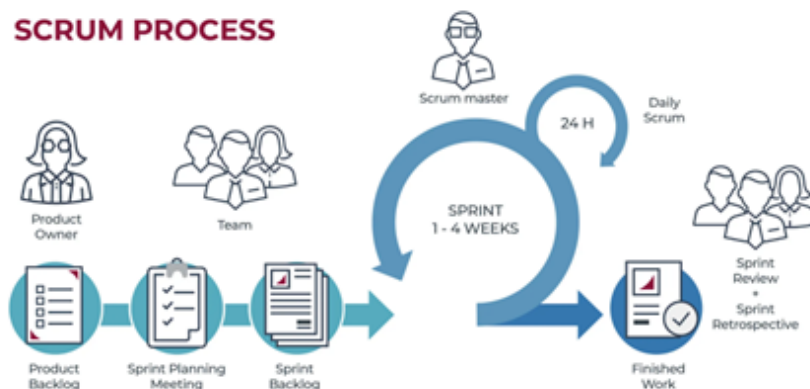 SCRUM PROCESS
Scrum master
24 H
Daily
Scrum
Product
Owner
Team
SPRINT
1 - 4 WEEKS
Sprint
Review
+
Sprint
Retrospective
Product
Backlog
Sprint Planning
Meeting
Sprint
Backlog
Finished
Work